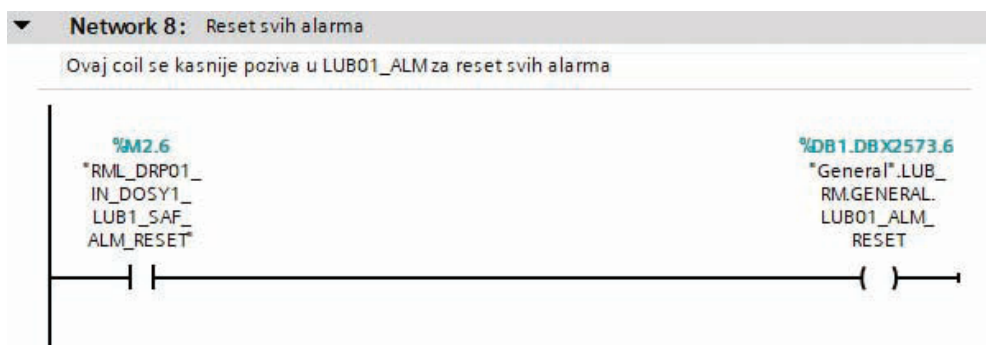 Network 8: Reset svih alarma
Ovaj coil se kasnije poziva u LUB01_ALM za reset svih alarma
%M2.6
"RML_DRP01_
IN_DOSY1_
LUB1_SAF_
ALM_RESET"
%DB1.DBX2573.6
"General".LUB_
RM.GENERAL.
LUB01_ALM_
RESET